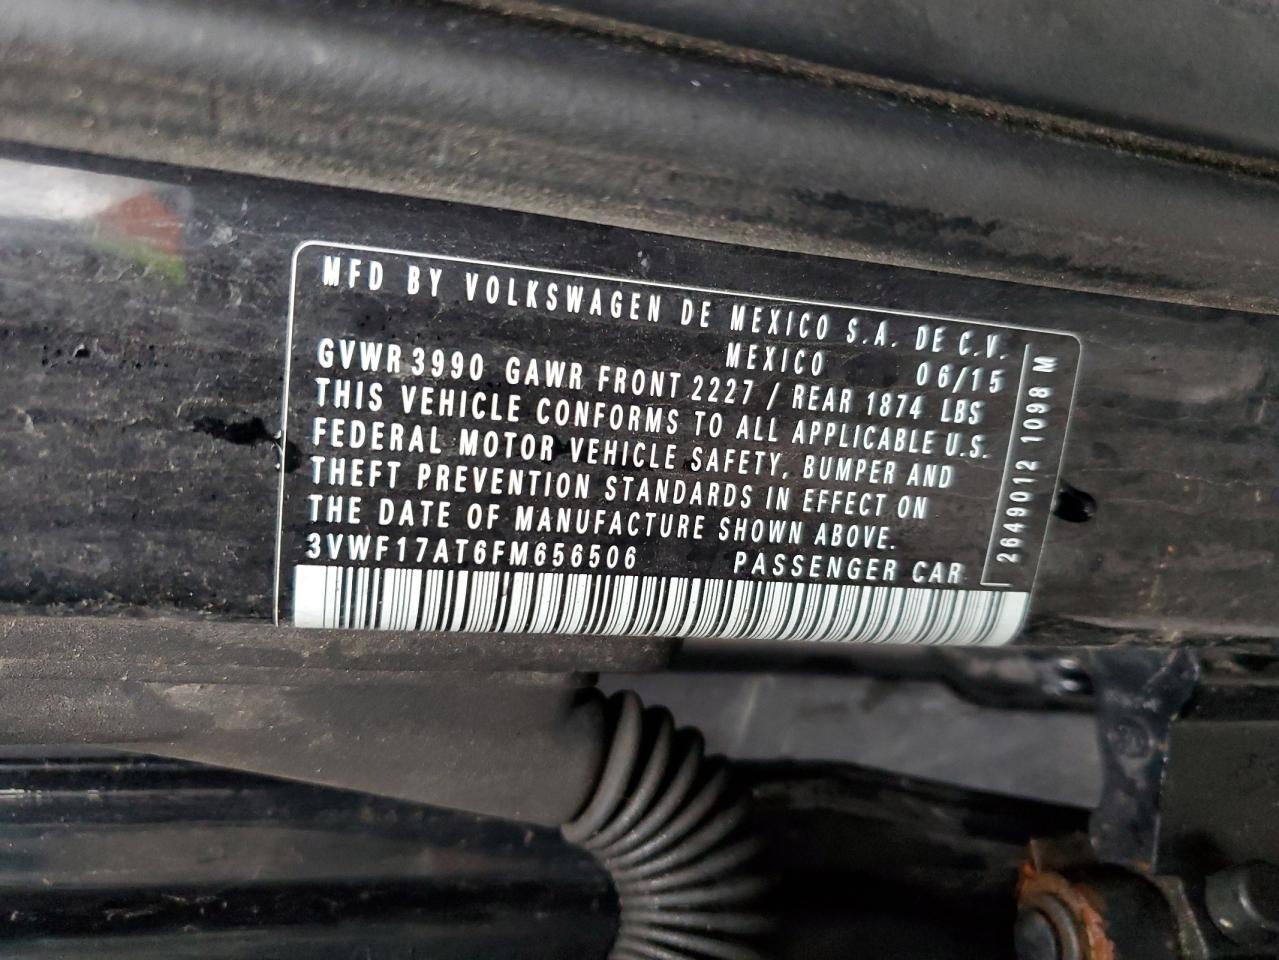 MFD BY VOLKSWAGEN DE MEXICO S.A. DE C.V.
MEXICO 06/15
GVWR 3990 GAWR FRONT 2227 / REAR 1874 LBS
THIS VEHICLE CONFORMS TO ALL APPLICABLE U.S.
FEDERAL MOTOR VEHICLE SAFETY, BUMPER AND
THEFT PREVENTION STANDARDS IN EFFECT ON
THE DATE OF MANUFACTURE SHOWN ABOVE.
3VWF17AT6FM656506 PASSENGER CAR
2649012 1098 M